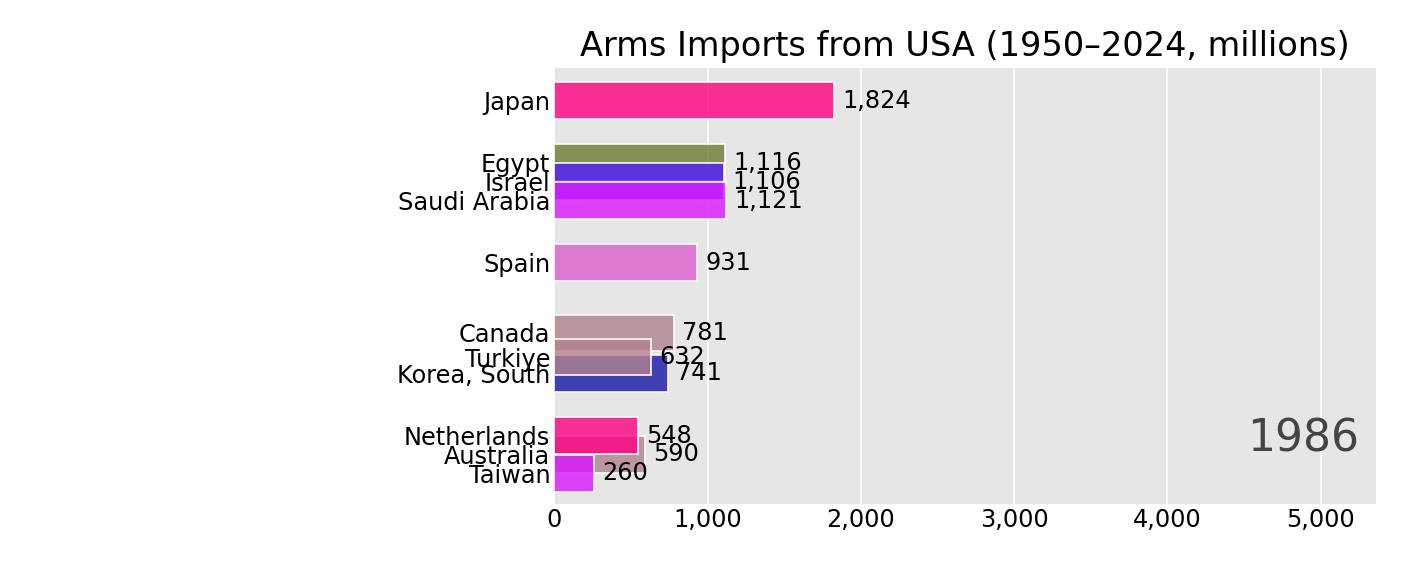 Arms Imports from USA (1950–2024, millions)
Japan 1,824
Egypt 1,116
Israel 1,106
Saudi Arabia 1,121
Spain 931
Canada 781
Turkiye 632
Korea, South 741
Netherlands 548
Australia 590
Taiwan 260
1986
0 1,000 2,000 3,000 4,000 5,000